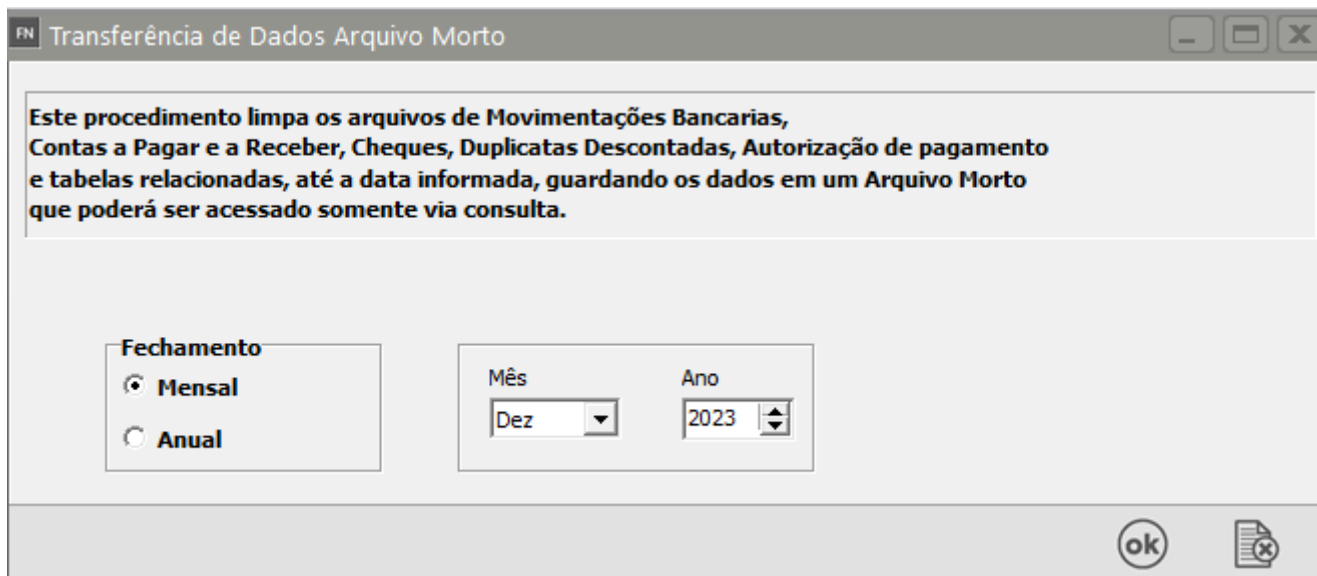 FN Transferência de Dados Arquivo Morto
Este procedimento limpa os arquivos de Movimentações Bancarias,
Contas a Pagar e a Receber, Cheques, Duplicatas Descontadas, Autorização de pagamento
e tabelas relacionadas, até a data informada, guardando os dados em um Arquivo Morto
que poderá ser acessado somente via consulta.
Fechamento
Mensal
Anual
Mês
Ano
Dez
2023
ok